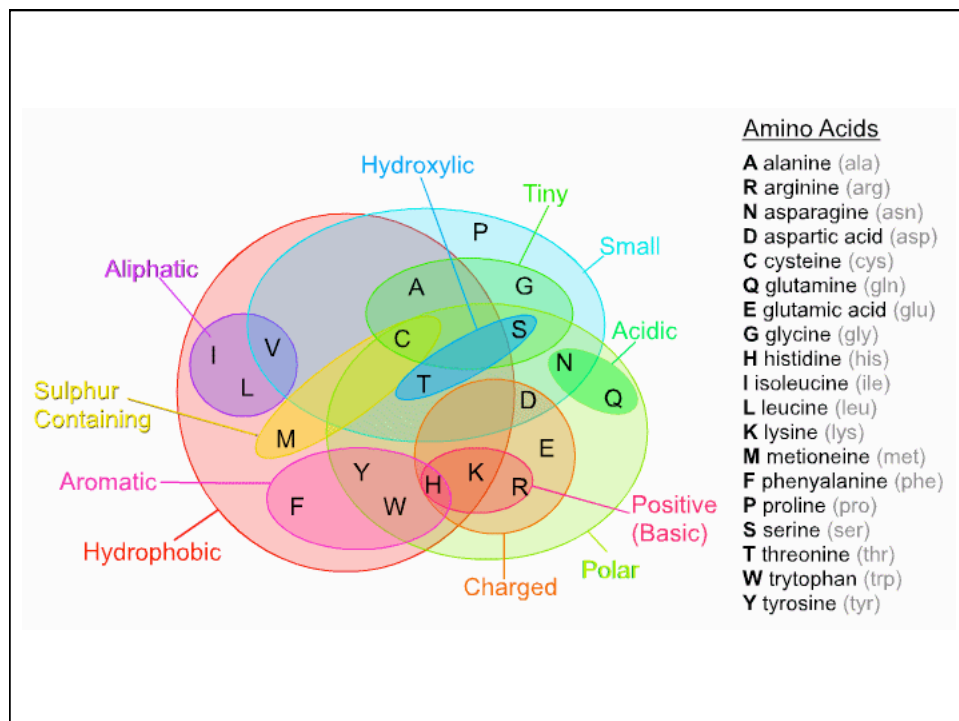 Hydroxylic
Tiny
Small
Aliphatic
Acidic
Sulphur
Containing
Aromatic
Hydrophobic
Charged
Polar
Positive
(Basic)
P
A
G
C
S
I
V
L
T
N
Q
D
M
E
Y
K
H
R
F
W
Amino Acids
A alanine (ala)
R arginine (arg)
N asparagine (asn)
D aspartic acid (asp)
C cysteine (cys)
Q glutamine (gln)
E glutamic acid (glu)
G glycine (gly)
H histidine (his)
I isoleucine (ile)
L leucine (leu)
K lysine (lys)
M metioneine (met)
F phenyalanine (phe)
P proline (pro)
S serine (ser)
T threonine (thr)
W trytophan (trp)
Y tyrosine (tyr)